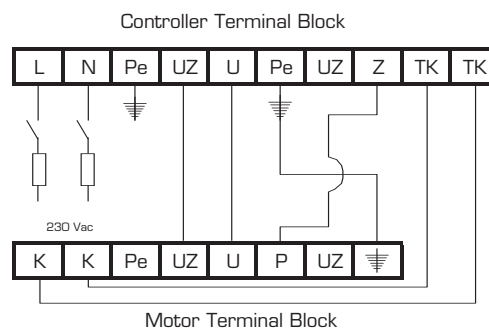 Controller Terminal Block
L N Pe UZ U Pe UZ Z TK TK
230 Vac
K K Pe UZ U P UZ
Motor Terminal Block